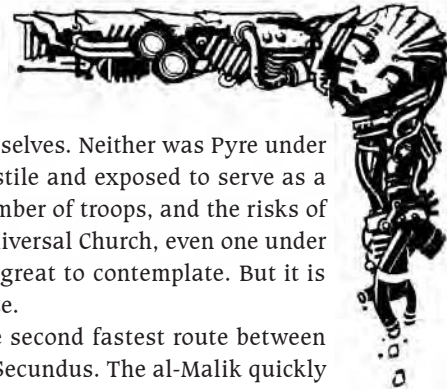 selves. Neither was Pyre under
stile and exposed to serve as a
mber of troops, and the risks of
iversal Church, even one under
great to contemplate. But it is
e.
e second fastest route between
Secundus. The al-Malik quickly